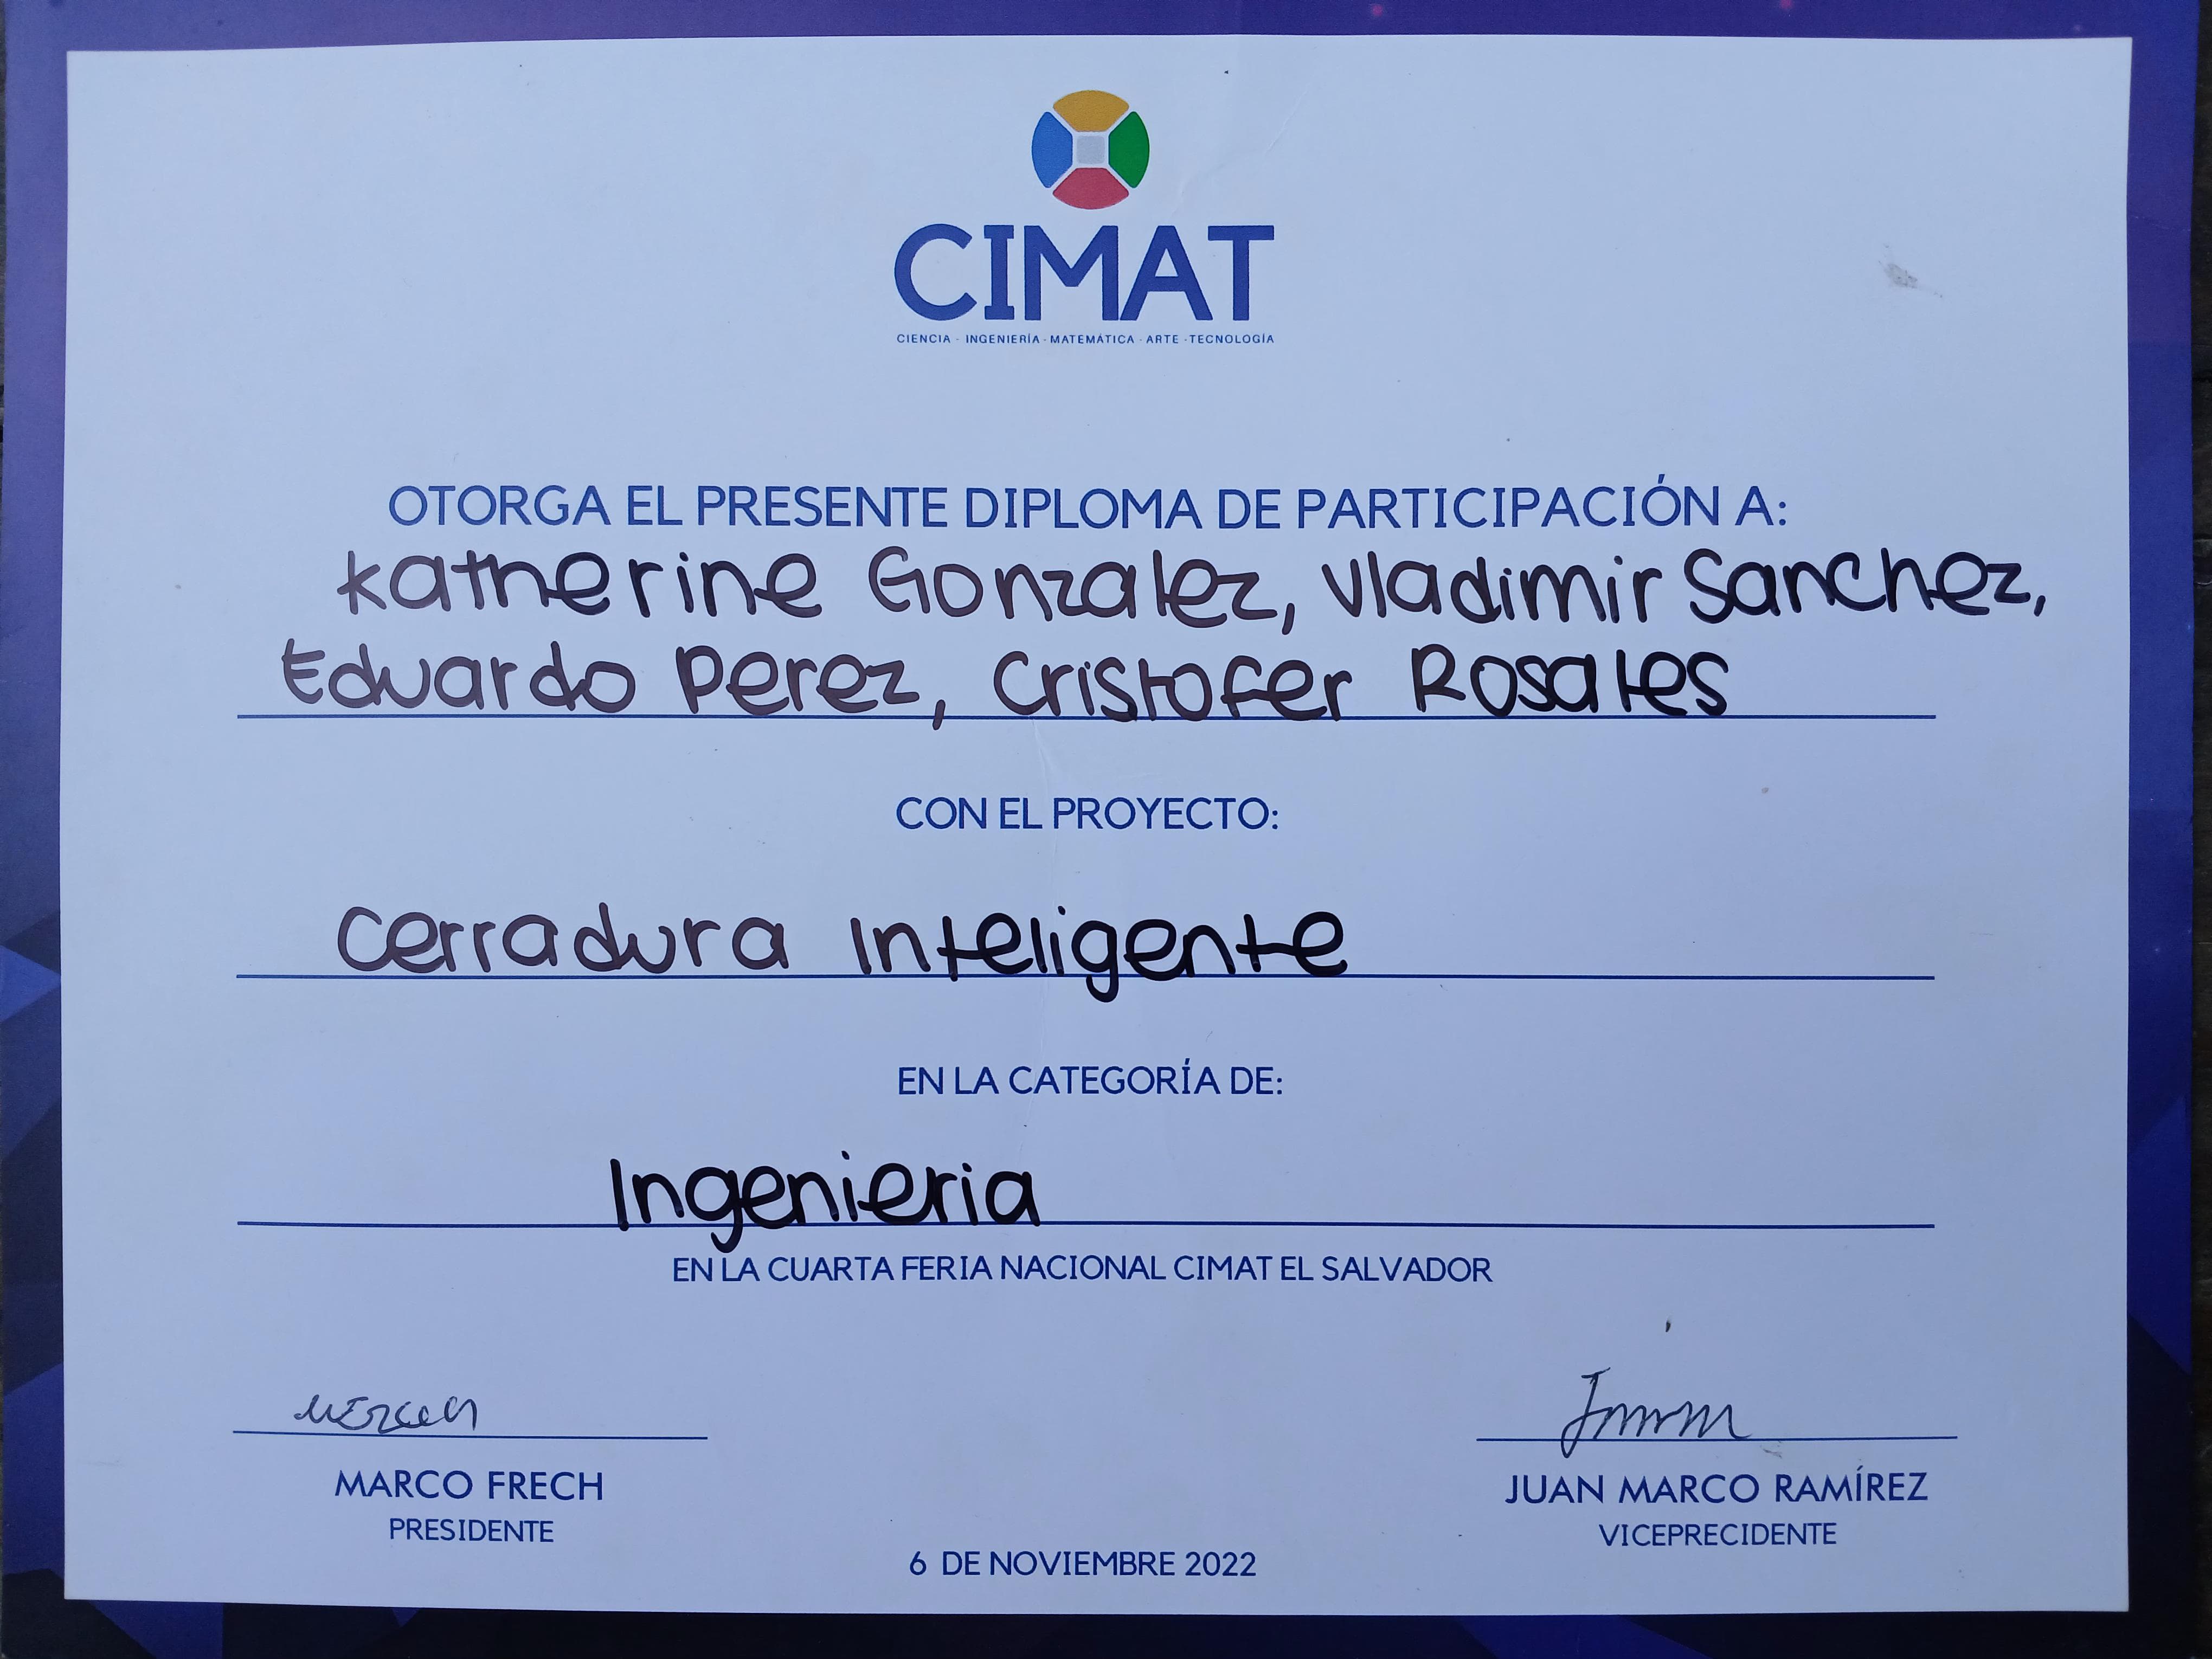 CIMAT
CIENCIA · INGENIERÍA · MATEMÁTICA · ARTE · TECNOLOGÍA
OTORGA EL PRESENTE DIPLOMA DE PARTICIPACIÓN A:
Katherine Gonzalez, Vladimir Sanchez,
Eduardo Perez, Cristofer Rosales
CON EL PROYECTO:
Cerradura Inteligente
EN LA CATEGORÍA DE:
Ingenieria
EN LA CUARTA FERIA NACIONAL CIMAT EL SALVADOR
MARCO FRECH
PRESIDENTE
JUAN MARCO RAMÍREZ
VICEPRECIDENTE
6 DE NOVIEMBRE 2022